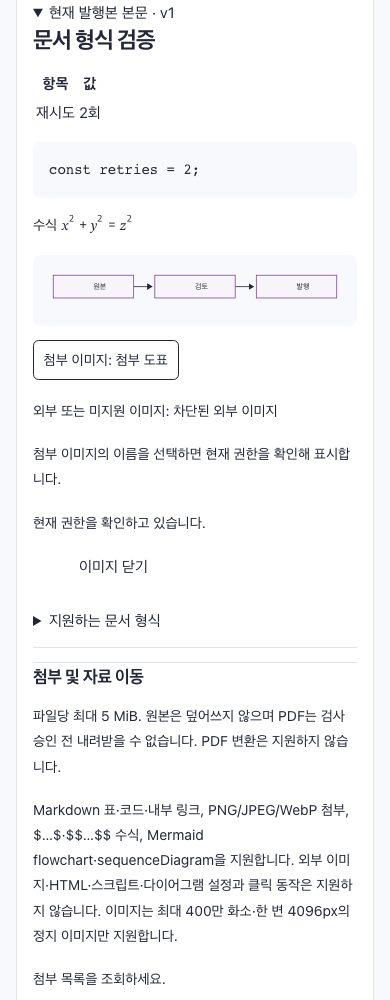 ▼ 현재 발행본 본문 · v1
문서 형식 검증
항목 값
재시도 2회
const retries = 2;
수식 x² + y² = z²
원본 검토 발행
첨부 이미지: 첨부 도표
외부 또는 미지원 이미지: 차단된 외부 이미지
첨부 이미지의 이름을 선택하면 현재 권한을 확인해 표시합
니다.
현재 권한을 확인하고 있습니다.
이미지 닫기
▶ 지원하는 문서 형식
첨부 및 자료 이동
파일당 최대 5 MiB. 원본은 덮어쓰지 않으며 PDF는 검사
승인 전 내려받을 수 없습니다. PDF 변환은 지원하지 않습
니다.
Markdown 표·코드·내부 링크, PNG/JPEG/WebP 첨부,
$...$·$$...$$ 수식, Mermaid
flowchart·sequenceDiagram을 지원합니다. 외부 이미
지·HTML·스크립트·다이어그램 설정과 클릭 동작은 지원하
지 않습니다. 이미지는 최대 400만 화소·한 변 4096px의
정지 이미지만 지원합니다.
첨부 목록을 조회하세요.